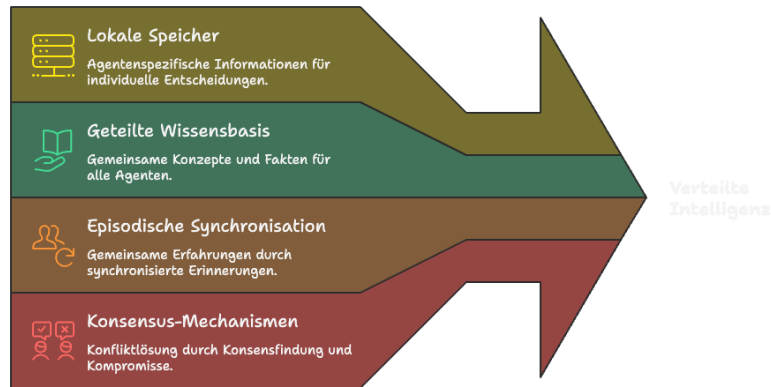 Lokale Speicher
Agentenspezifische Informationen für
individuelle Entscheidungen.
Geteilte Wissensbasis
Gemeinsame Konzepte und Fakten für
alle Agenten.
Episodische Synchronisation
Gemeinsame Erfahrungen durch
synchronisierte Erinnerungen.
Konsensus-Mechanismen
Konfliktlösung durch Konsensfindung und
Kompromisse.
Verteilte
Intelligenz